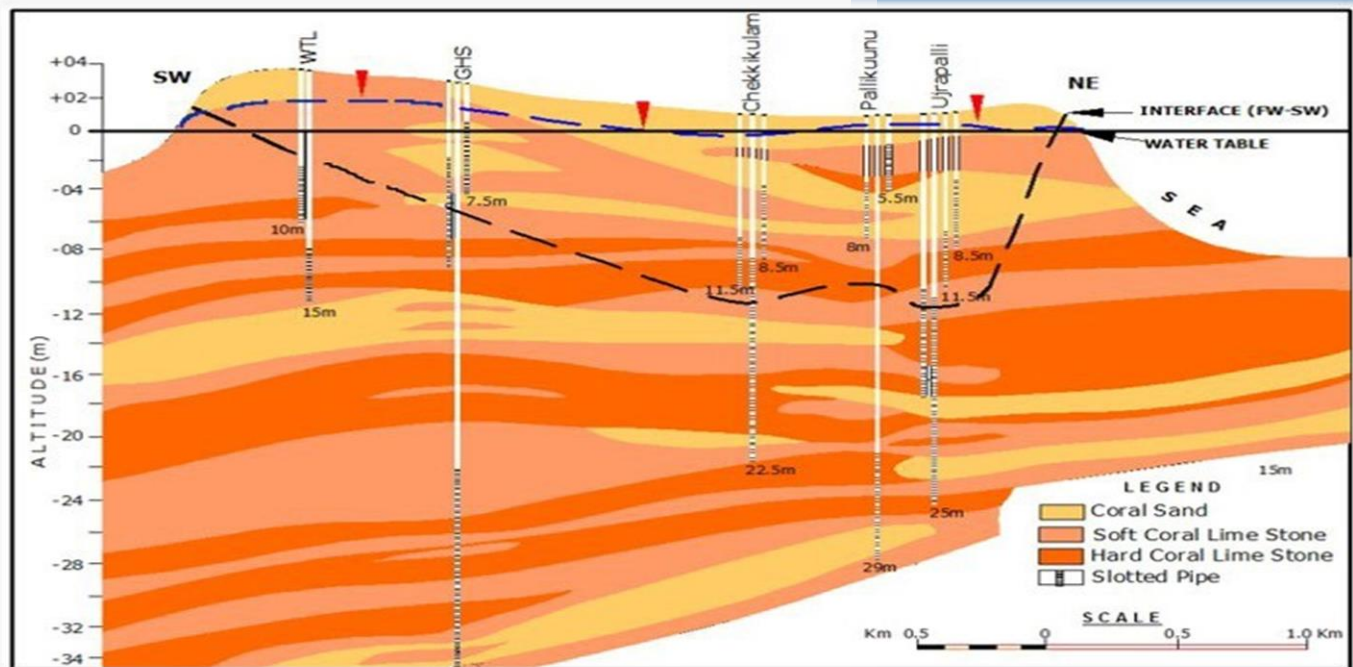 WTL
GHS
Chekkikulam
Pallikuunu
Ujrapalli
SW
NE
INTERFACE (FW-SW)
WATER TABLE
SEA
ALTITUDE(m)
+04
+02
0
-04
-08
-12
-16
-20
-24
-28
-32
-34
10m
15m
7.5m
11.5m
8.5m
22.5m
8m
5.5m
29m
8.5m
11.5m
25m
15m
LEGEND
Coral Sand
Soft Coral Lime Stone
Hard Coral Lime Stone
Slotted Pipe
SCALE
Km 0.5 0 0.5 1.0 Km